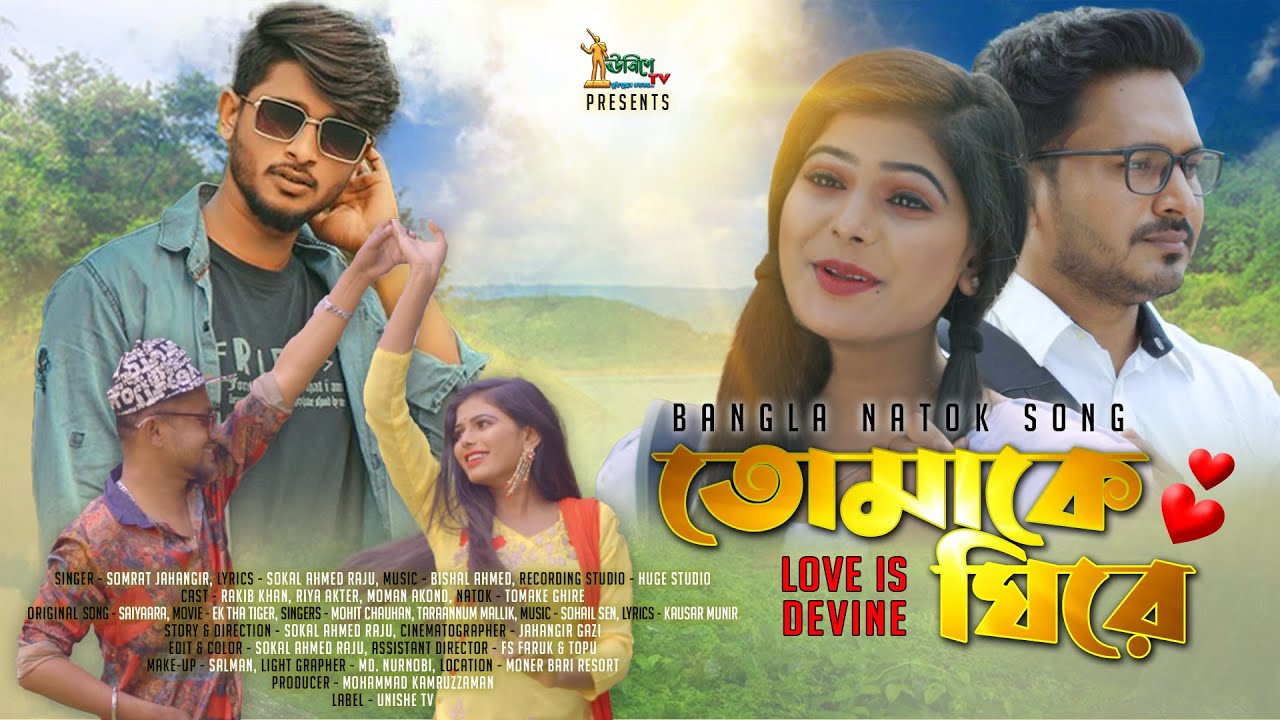 ঊনিশে TV
PRESENTS
BANGLA NATOK SONG
তোমাকে
ঘিরে
LOVE IS
DEVINE
SINGER - SOMRAT JAHANGIR, LYRICS - SOKAL AHMED RAJU, MUSIC - BISHAL AHMED, RECORDING STUDIO - HUGE STUDIO
CAST - RAKIB KHAN, RIYA AKTER, MOMAN AKOND, NATOK - TOMAKE GHIRE
ORIGINAL SONG - SAIYAARA, MOVIE - EK THA TIGER, SINGERS - MOHIT CHAUHAN, TARAANNUM MALLIK, MUSIC - SOHAIL SEN, LYRICS - KAUSAR MUNIR
STORY & DIRECTION - SOKAL AHMED RAJU, CINEMATOGRAPHER - JAHANGIR GAZI
EDIT & COLOR - SOKAL AHMED RAJU, ASSISTANT DIRECTOR - FS FARUK & TOPU
MAKE-UP - SALMAN, LIGHT GRAPHER - MD. NURNOBI, LOCATION - MONER BARI RESORT
PRODUCER - MOHAMMAD KAMRUZZAMAN
LABEL - UNISHE TV